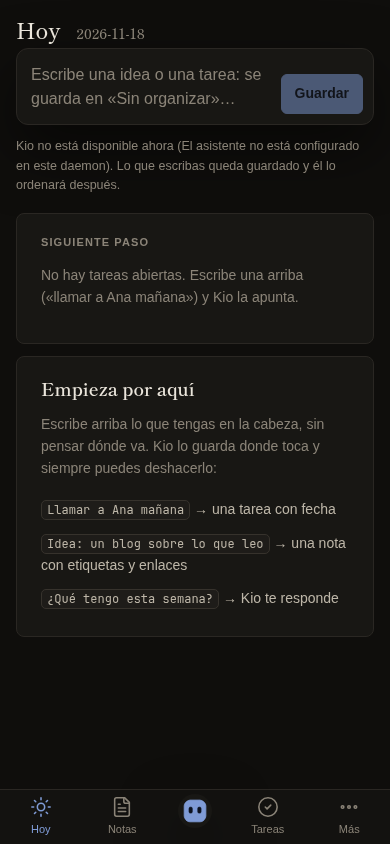 Hoy 2026-11-18
Escribe una idea o una tarea: se
guarda en «Sin organizar»…
Guardar
Kio no está disponible ahora (El asistente no está configurado
en este daemon). Lo que escribas queda guardado y él lo
ordenará después.
SIGUIENTE PASO
No hay tareas abiertas. Escribe una arriba
(«llamar a Ana mañana») y Kio la apunta.
Empieza por aquí
Escribe arriba lo que tengas en la cabeza, sin
pensar dónde va. Kio lo guarda donde toca y
siempre puedes deshacerlo:
Llamar a Ana mañana → una tarea con fecha
Idea: un blog sobre lo que leo → una nota
con etiquetas y enlaces
¿Qué tengo esta semana? → Kio te responde
Hoy Notas Tareas Más